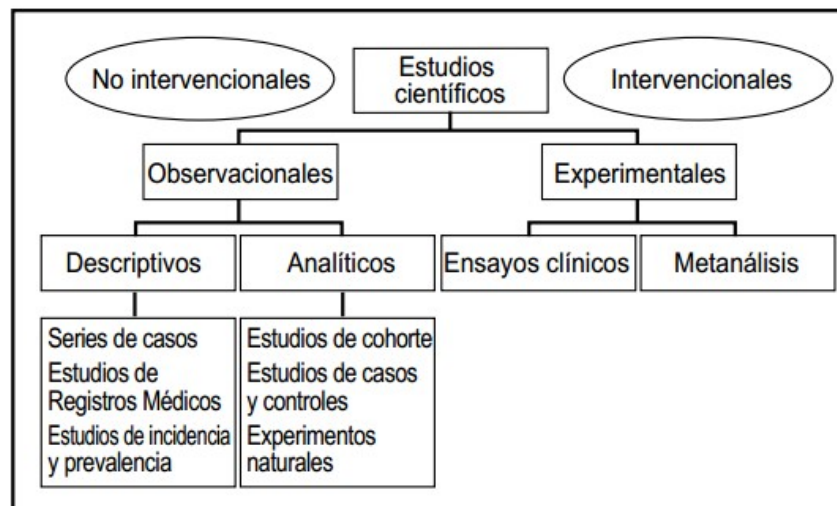 No intervencionales
Estudios
científicos
Intervencionales
Observacionales
Experimentales
Descriptivos
Analíticos
Ensayos clínicos
Metanálisis
Series de casos
Estudios de
Registros Médicos
Estudios de incidencia
y prevalencia
Estudios de cohorte
Estudios de casos
y controles
Experimentos
naturales